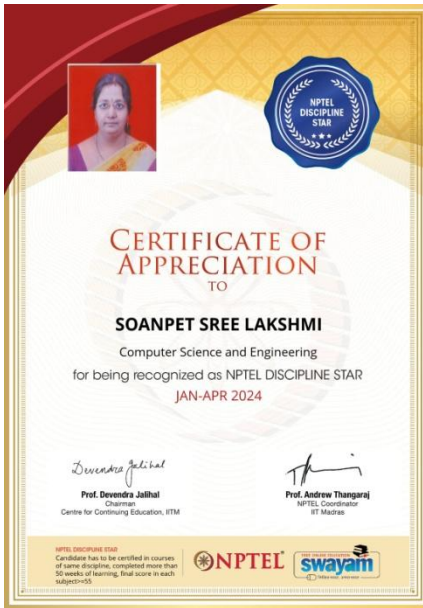 NPTEL
DISCIPLINE
STAR
CERTIFICATE OF
APPRECIATION
TO
SOANPET SREE LAKSHMI
Computer Science and Engineering
for being recognized as NPTEL DISCIPLINE STAR
JAN-APR 2024
Devendra Jalihal
Prof. Devendra Jalihal
Chairman
Centre for Continuing Education, IITM
Prof. Andrew Thangaraj
NPTEL Coordinator
IIT Madras
NPTEL DISCIPLINE STAR
Candidate has to be certified in courses
of same discipline, completed more than
50 weeks of learning, final score in each
subject>=55
NPTEL
FREE ONLINE EDUCATION
swayam